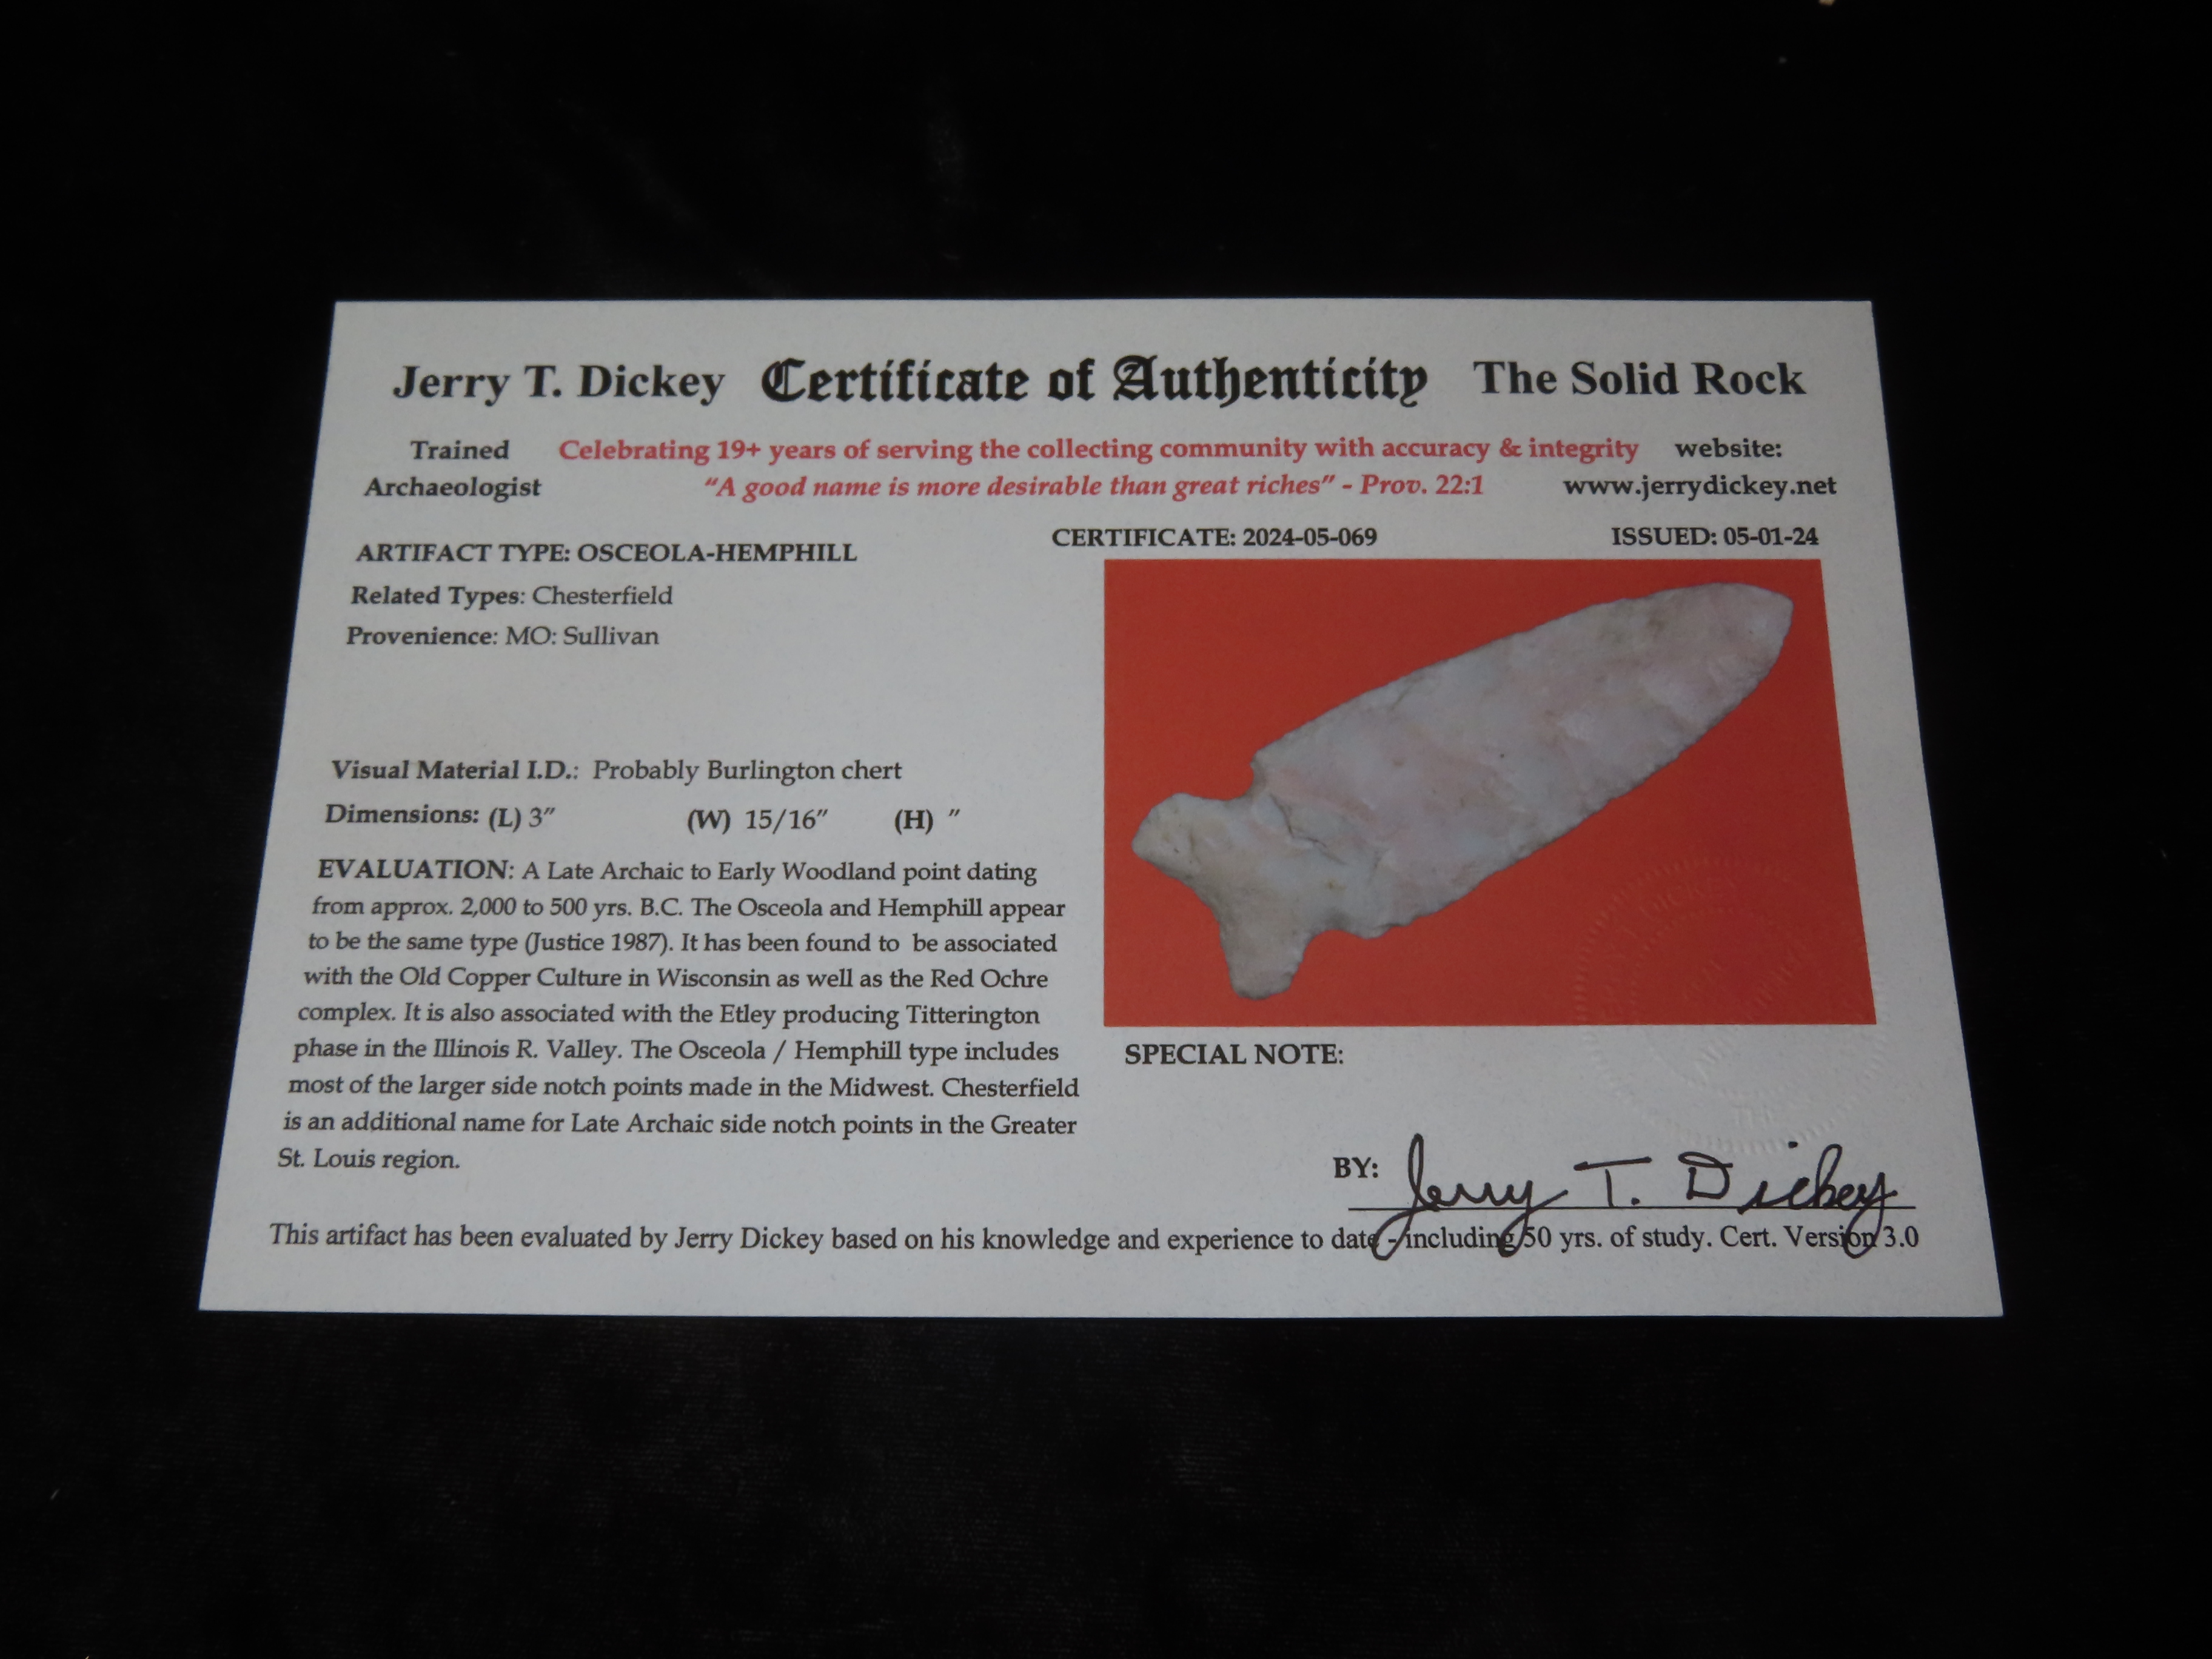 Jerry T. Dickey Certificate of Authenticity The Solid Rock
Trained Celebrating 19+ years of serving the collecting community with accuracy & integrity website:
Archaeologist "A good name is more desirable than great riches" - Prov. 22:1 www.jerrydickey.net
CERTIFICATE: 2024-05-069 ISSUED: 05-01-24
ARTIFACT TYPE: OSCEOLA-HEMPHILL
Related Types: Chesterfield
Provenience: MO: Sullivan
Visual Material I.D.: Probably Burlington chert
Dimensions: (L) 3" (W) 15/16" (H) "
EVALUATION: A Late Archaic to Early Woodland point dating
from approx. 2,000 to 500 yrs. B.C. The Osceola and Hemphill appear
to be the same type (Justice 1987). It has been found to be associated
with the Old Copper Culture in Wisconsin as well as the Red Ochre
complex. It is also associated with the Etley producing Titterington
phase in the Illinois R. Valley. The Osceola / Hemphill type includes
most of the larger side notch points made in the Midwest. Chesterfield
is an additional name for Late Archaic side notch points in the Greater
St. Louis region.
SPECIAL NOTE:
BY: Jerry T. Dickey
This artifact has been evaluated by Jerry Dickey based on his knowledge and experience to date - including 50 yrs. of study. Cert. Version 3.0